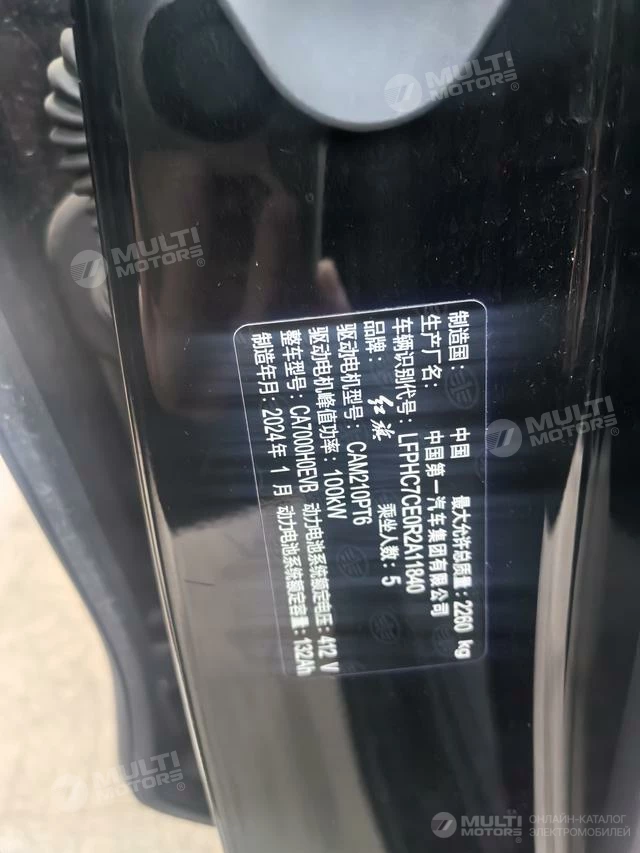 制造国：中国 最大允许总质量：2260 kg
生产厂名：中国第一汽车集团有限公司
车辆识别代号：LFPHC7CE0R2A11840
品牌：红旗 乘坐人数：5
驱动电机型号：CAM210PT6
驱动电机峰值功率：100kW
整车型号：CA7000H0EVB 动力电池系统额定电压：412 V
制造年月：2024年 1 月 动力电池系统额定容量：132Ah
MULTI
MOTORS
MULTI
MOTORS
MULTI
MOTORS
MULTI
MOTORS
MULTI
MOTORS
ОНЛАЙН-КАТАЛОГ
ЭЛЕКТРОМОБИЛЕЙ